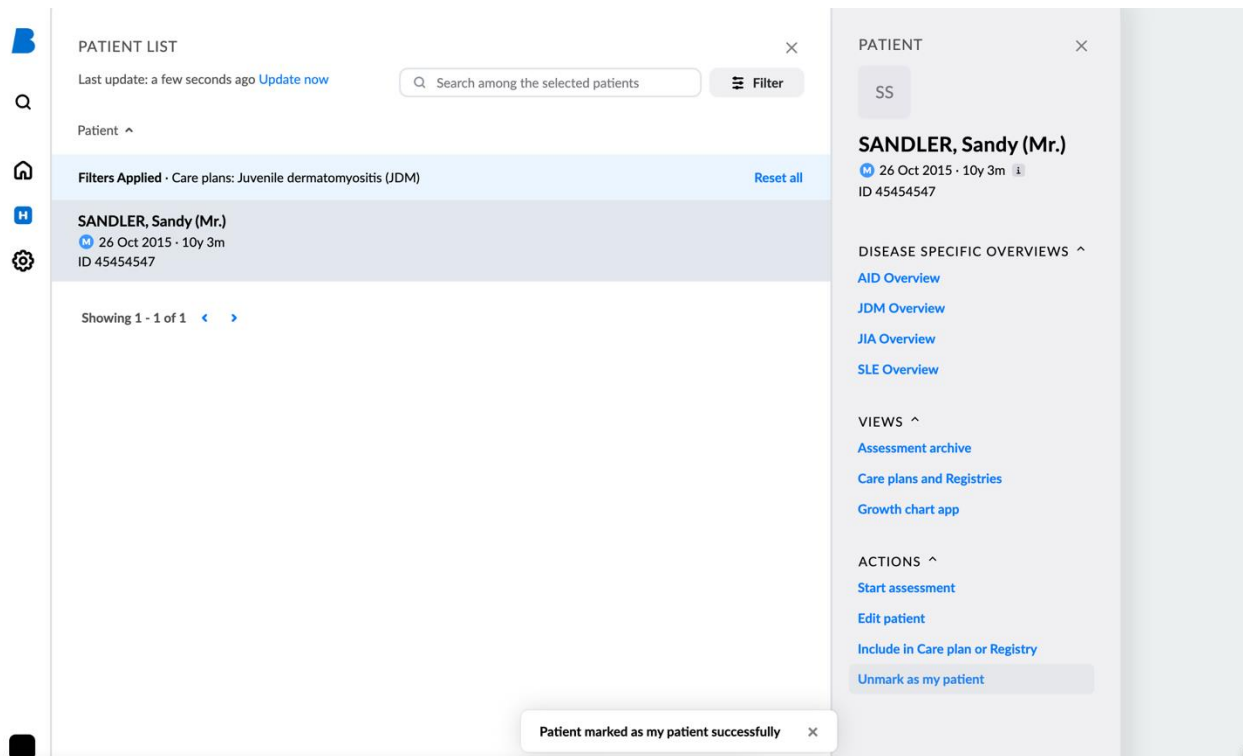 B
PATIENT LIST
Last update: a few seconds ago Update now
Search among the selected patients
Filter
Patient
Filters Applied · Care plans: Juvenile dermatomyositis (JDM)
Reset all
H
SANDLER, Sandy (Mr.)
M 26 Oct 2015 · 10y 3m
ID 45454547
Showing 1 - 1 of 1
PATIENT
SS
SANDLER, Sandy (Mr.)
M 26 Oct 2015 · 10y 3m i
ID 45454547
DISEASE SPECIFIC OVERVIEWS
AID Overview
JDM Overview
JIA Overview
SLE Overview
VIEWS
Assessment archive
Care plans and Registries
Growth chart app
ACTIONS
Start assessment
Edit patient
Include in Care plan or Registry
Unmark as my patient
Patient marked as my patient successfully